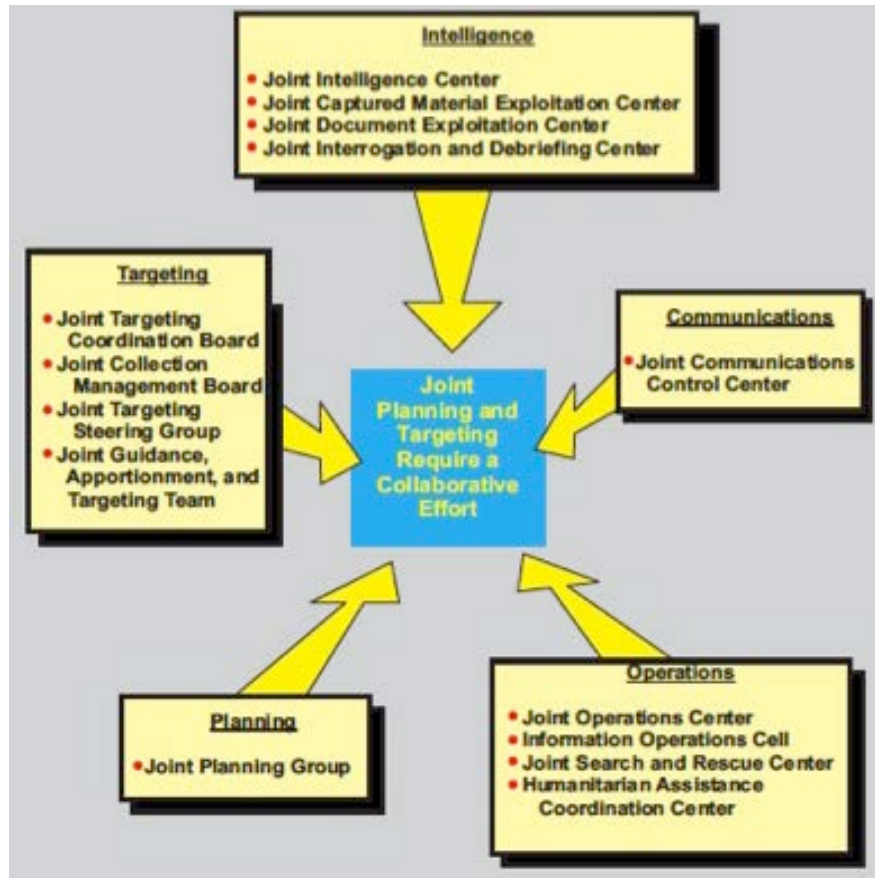 Intelligence
• Joint Intelligence Center
• Joint Captured Material Exploitation Center
• Joint Document Exploitation Center
• Joint Interrogation and Debriefing Center
Targeting
• Joint Targeting
Coordination Board
• Joint Collection
Management Board
• Joint Targeting
Steering Group
• Joint Guidance,
Apportionment, and
Targeting Team
Communications
• Joint Communications
Control Center
Joint
Planning and
Targeting
Require a
Collaborative
Effort
Planning
• Joint Planning Group
Operations
• Joint Operations Center
• Information Operations Cell
• Joint Search and Rescue Center
• Humanitarian Assistance
Coordination Center